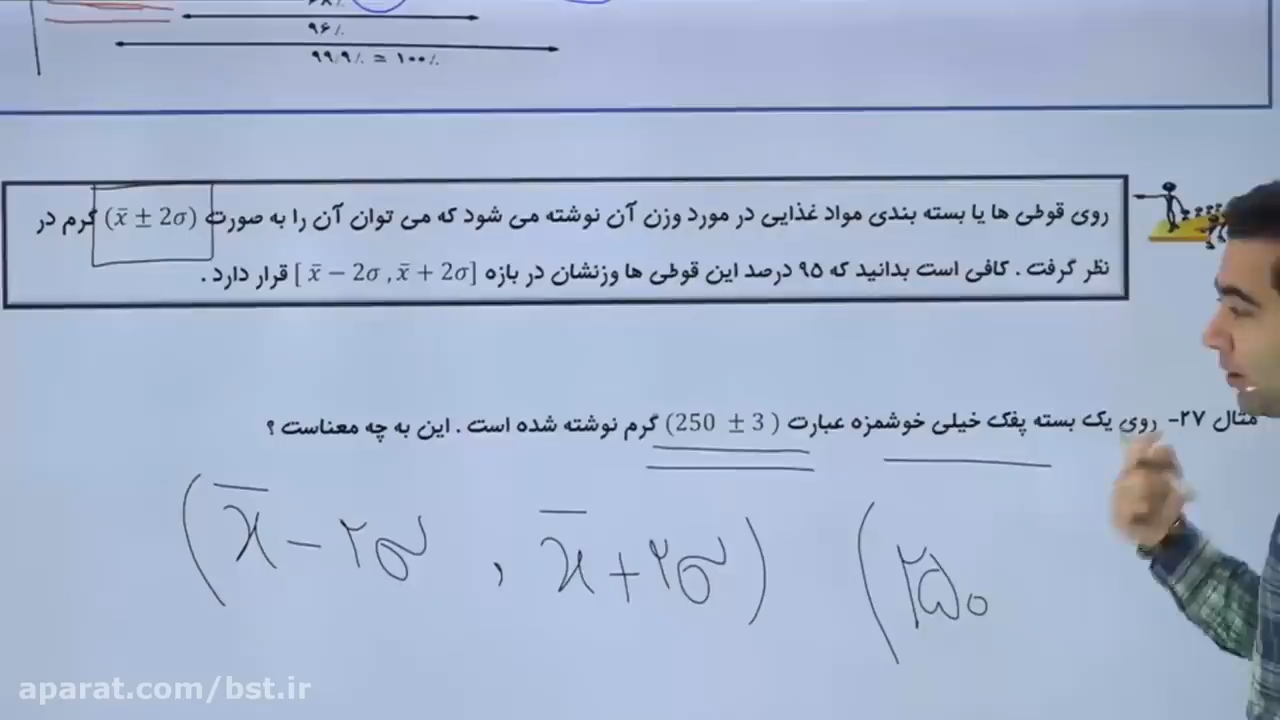 ۹۶٪
۹۹.۹٪ ≃ ۱۰۰٪
روی قوطی ها یا بسته بندی مواد غذایی در مورد وزن آن نوشته می شود که می توان آن را به صورت (x̄ ± 2σ) گرم در
نظر گرفت . کافی است بدانید که ۹۵ درصد این قوطی ها وزنشان در بازه [x̄ − 2σ , x̄ + 2σ] قرار دارد .
مثال ۲۷- روی یک بسته پفک خیلی خوشمزه عبارت (250 ± 3) گرم نوشته شده است . این به چه معناست ؟
(x̄ − ۲σ , x̄ + ۲σ) (۲۵۰
aparat.com/bst.ir